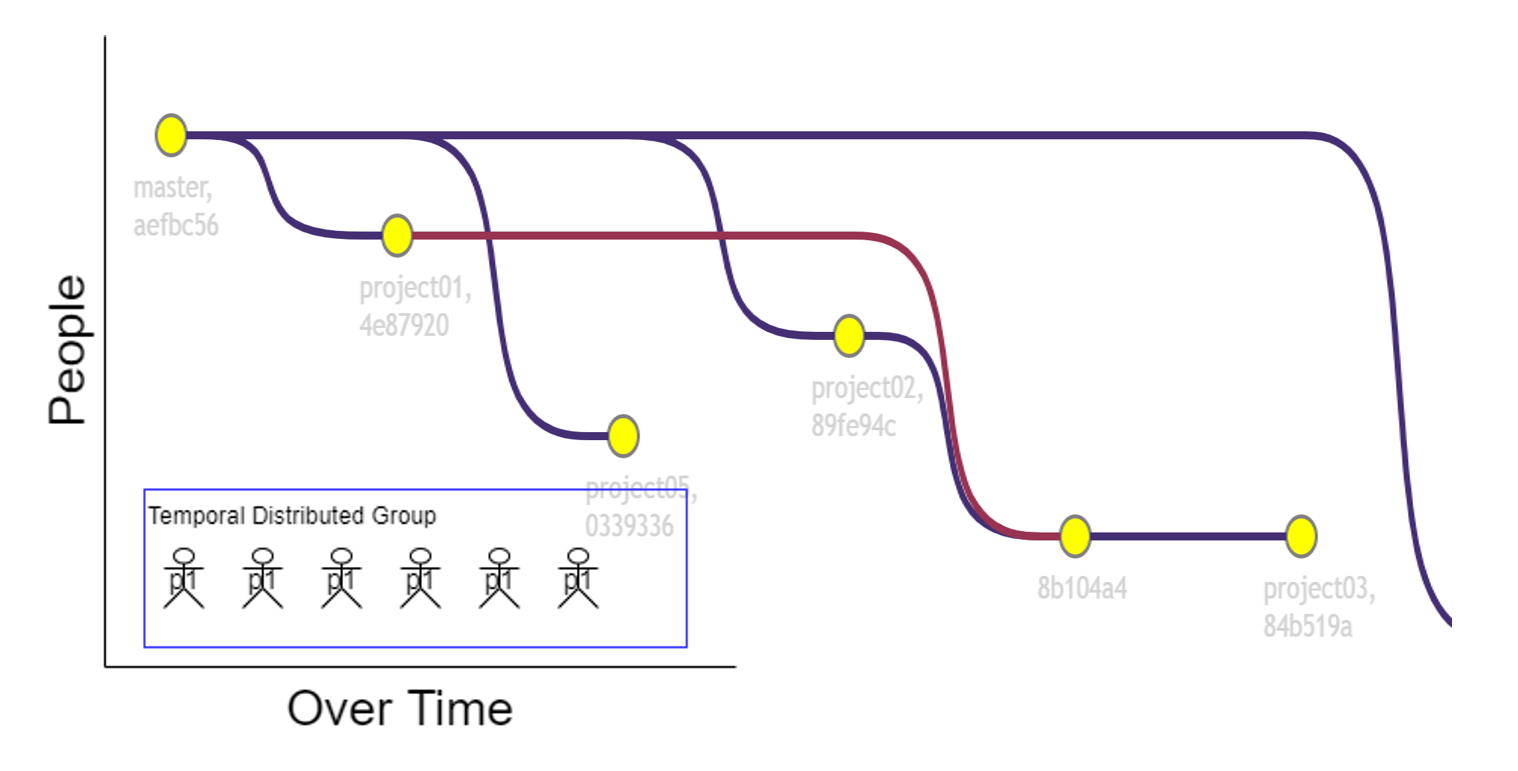 master,
aefbc56
project01,
4e87920
project02,
89fe94c
project05,
0339336
8b104a4
project03,
84b519a
People
Temporal Distributed Group
p1 p1 p1 p1 p1 p1
Over Time